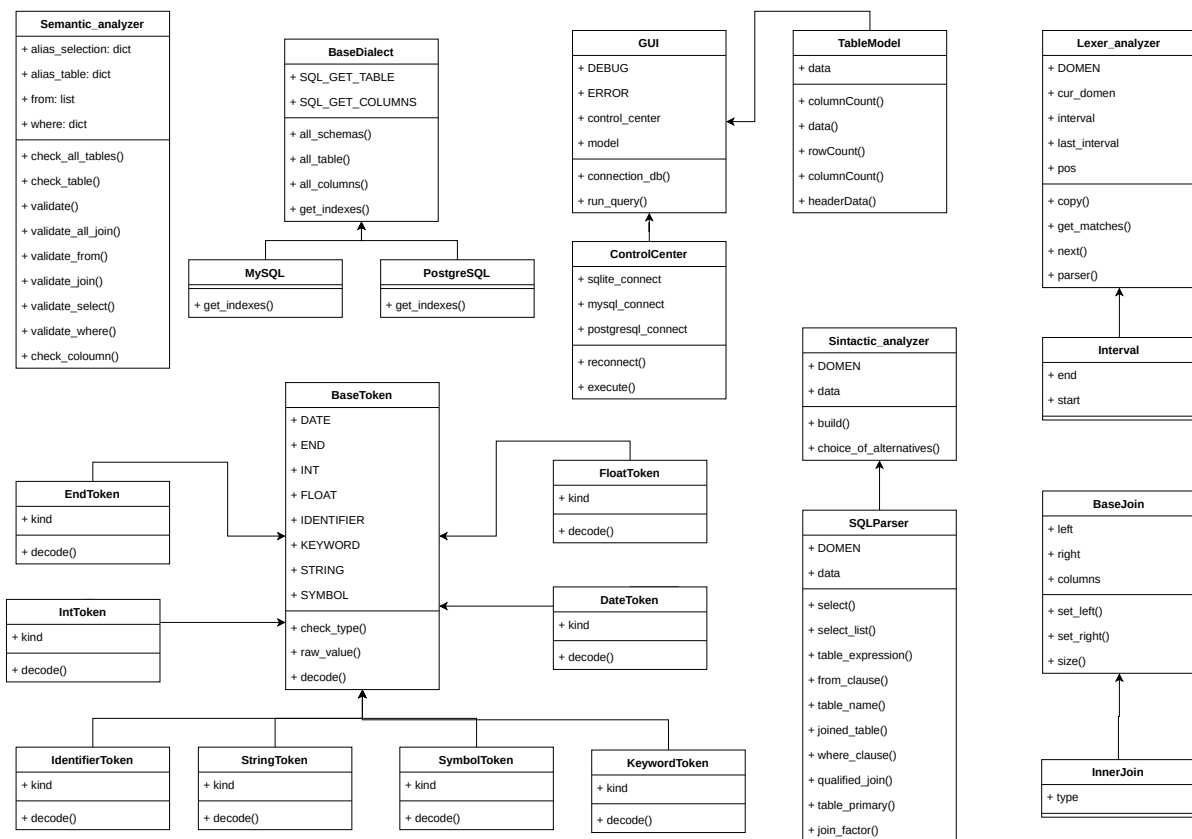 Semantic_analyzer
+ alias_selection: dict
+ alias_table: dict
+ from: list
+ where: dict
+ check_all_tables()
+ check_table()
+ validate()
+ validate_all_join()
+ validate_from()
+ validate_join()
+ validate_select()
+ validate_where()
+ check_coloumn()
BaseDialect
+ SQL_GET_TABLE
+ SQL_GET_COLUMNS
+ all_schemas()
+ all_table()
+ all_columns()
+ get_indexes()
MySQL
+ get_indexes()
PostgreSQL
+ get_indexes()
GUI
+ DEBUG
+ ERROR
+ control_center
+ model
+ connection_db()
+ run_query()
TableModel
+ data
+ columnCount()
+ data()
+ rowCount()
+ columnCount()
+ headerData()
ControlCenter
+ sqlite_connect
+ mysql_connect
+ postgresql_connect
+ reconnect()
+ execute()
Lexer_analyzer
+ DOMEN
+ cur_domen
+ interval
+ last_interval
+ pos
+ copy()
+ get_matches()
+ next()
+ parser()
Interval
+ end
+ start
Sintactic_analyzer
+ DOMEN
+ data
+ build()
+ choice_of_alternatives()
SQLParser
+ DOMEN
+ data
+ select()
+ select_list()
+ table_expression()
+ from_clause()
+ table_name()
+ joined_table()
+ where_clause()
+ qualified_join()
+ table_primary()
+ join_factor()
BaseJoin
+ left
+ right
+ columns
+ set_left()
+ set_right()
+ size()
InnerJoin
+ type
BaseToken
+ DATE
+ END
+ INT
+ FLOAT
+ IDENTIFIER
+ KEYWORD
+ STRING
+ SYMBOL
+ check_type()
+ raw_value()
+ decode()
EndToken
+ kind
+ decode()
IntToken
+ kind
+ decode()
FloatToken
+ kind
+ decode()
DateToken
+ kind
+ decode()
IdentifierToken
+ kind
+ decode()
StringToken
+ kind
+ decode()
SymbolToken
+ kind
+ decode()
KeywordToken
+ kind
+ decode()